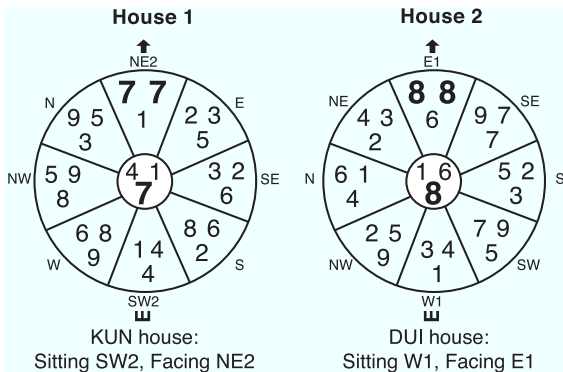 House 1
NE2
7 7
1
N
9 5
3
E
2 3
5
NW
5 9
8
4 1
7
3 2
6
SE
W
6 8
9
1 4
4
8 6
2
S
SW2
KUN house:
Sitting SW2, Facing NE2
House 2
E1
8 8
6
NE
4 3
2
SE
9 7
7
N
6 1
4
1 6
8
5 2
3
S
NW
2 5
9
3 4
1
7 9
5
SW
W1
DUI house:
Sitting W1, Facing E1